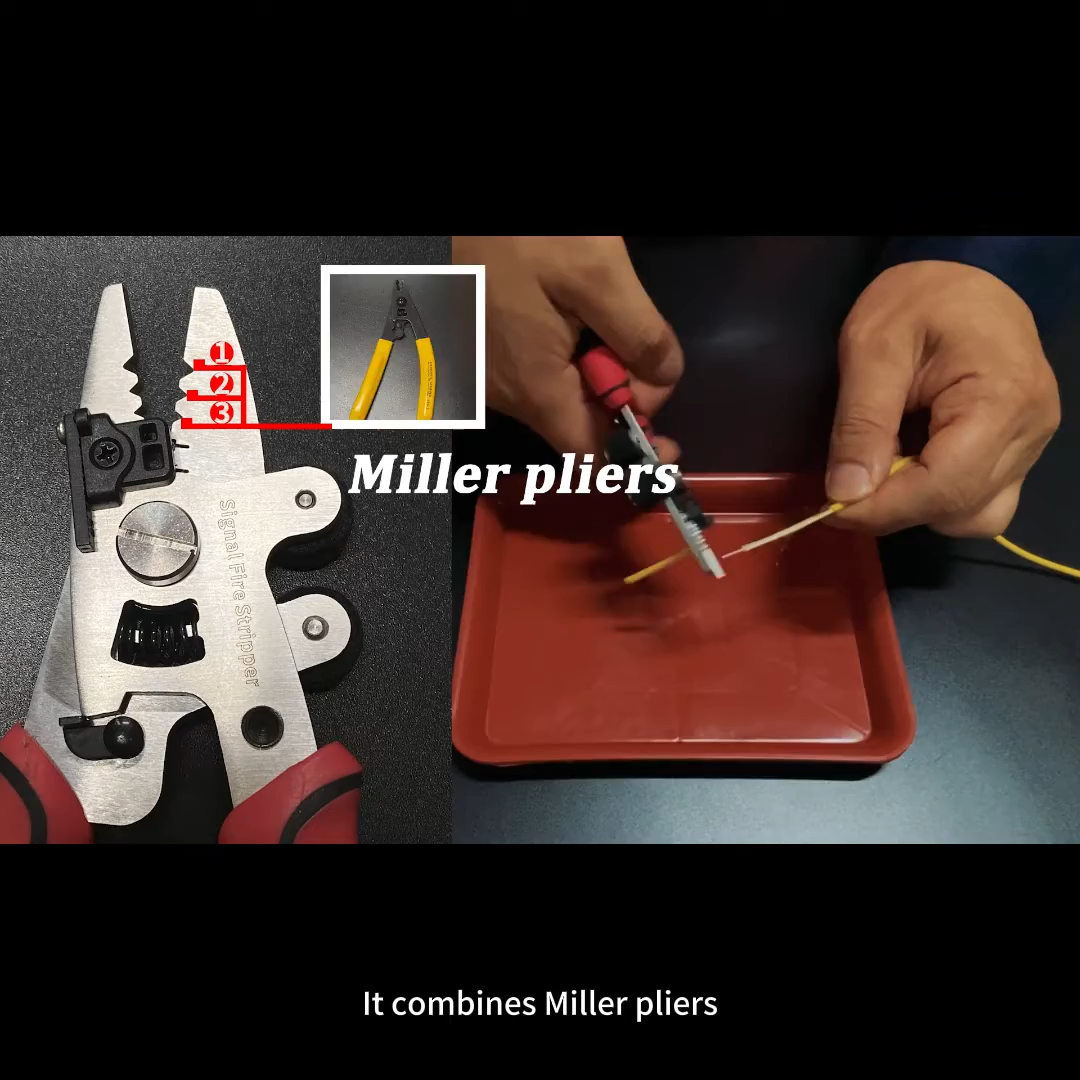 1
2
3
Miller pliers
Signal Fire Stripper
It combines Miller pliers